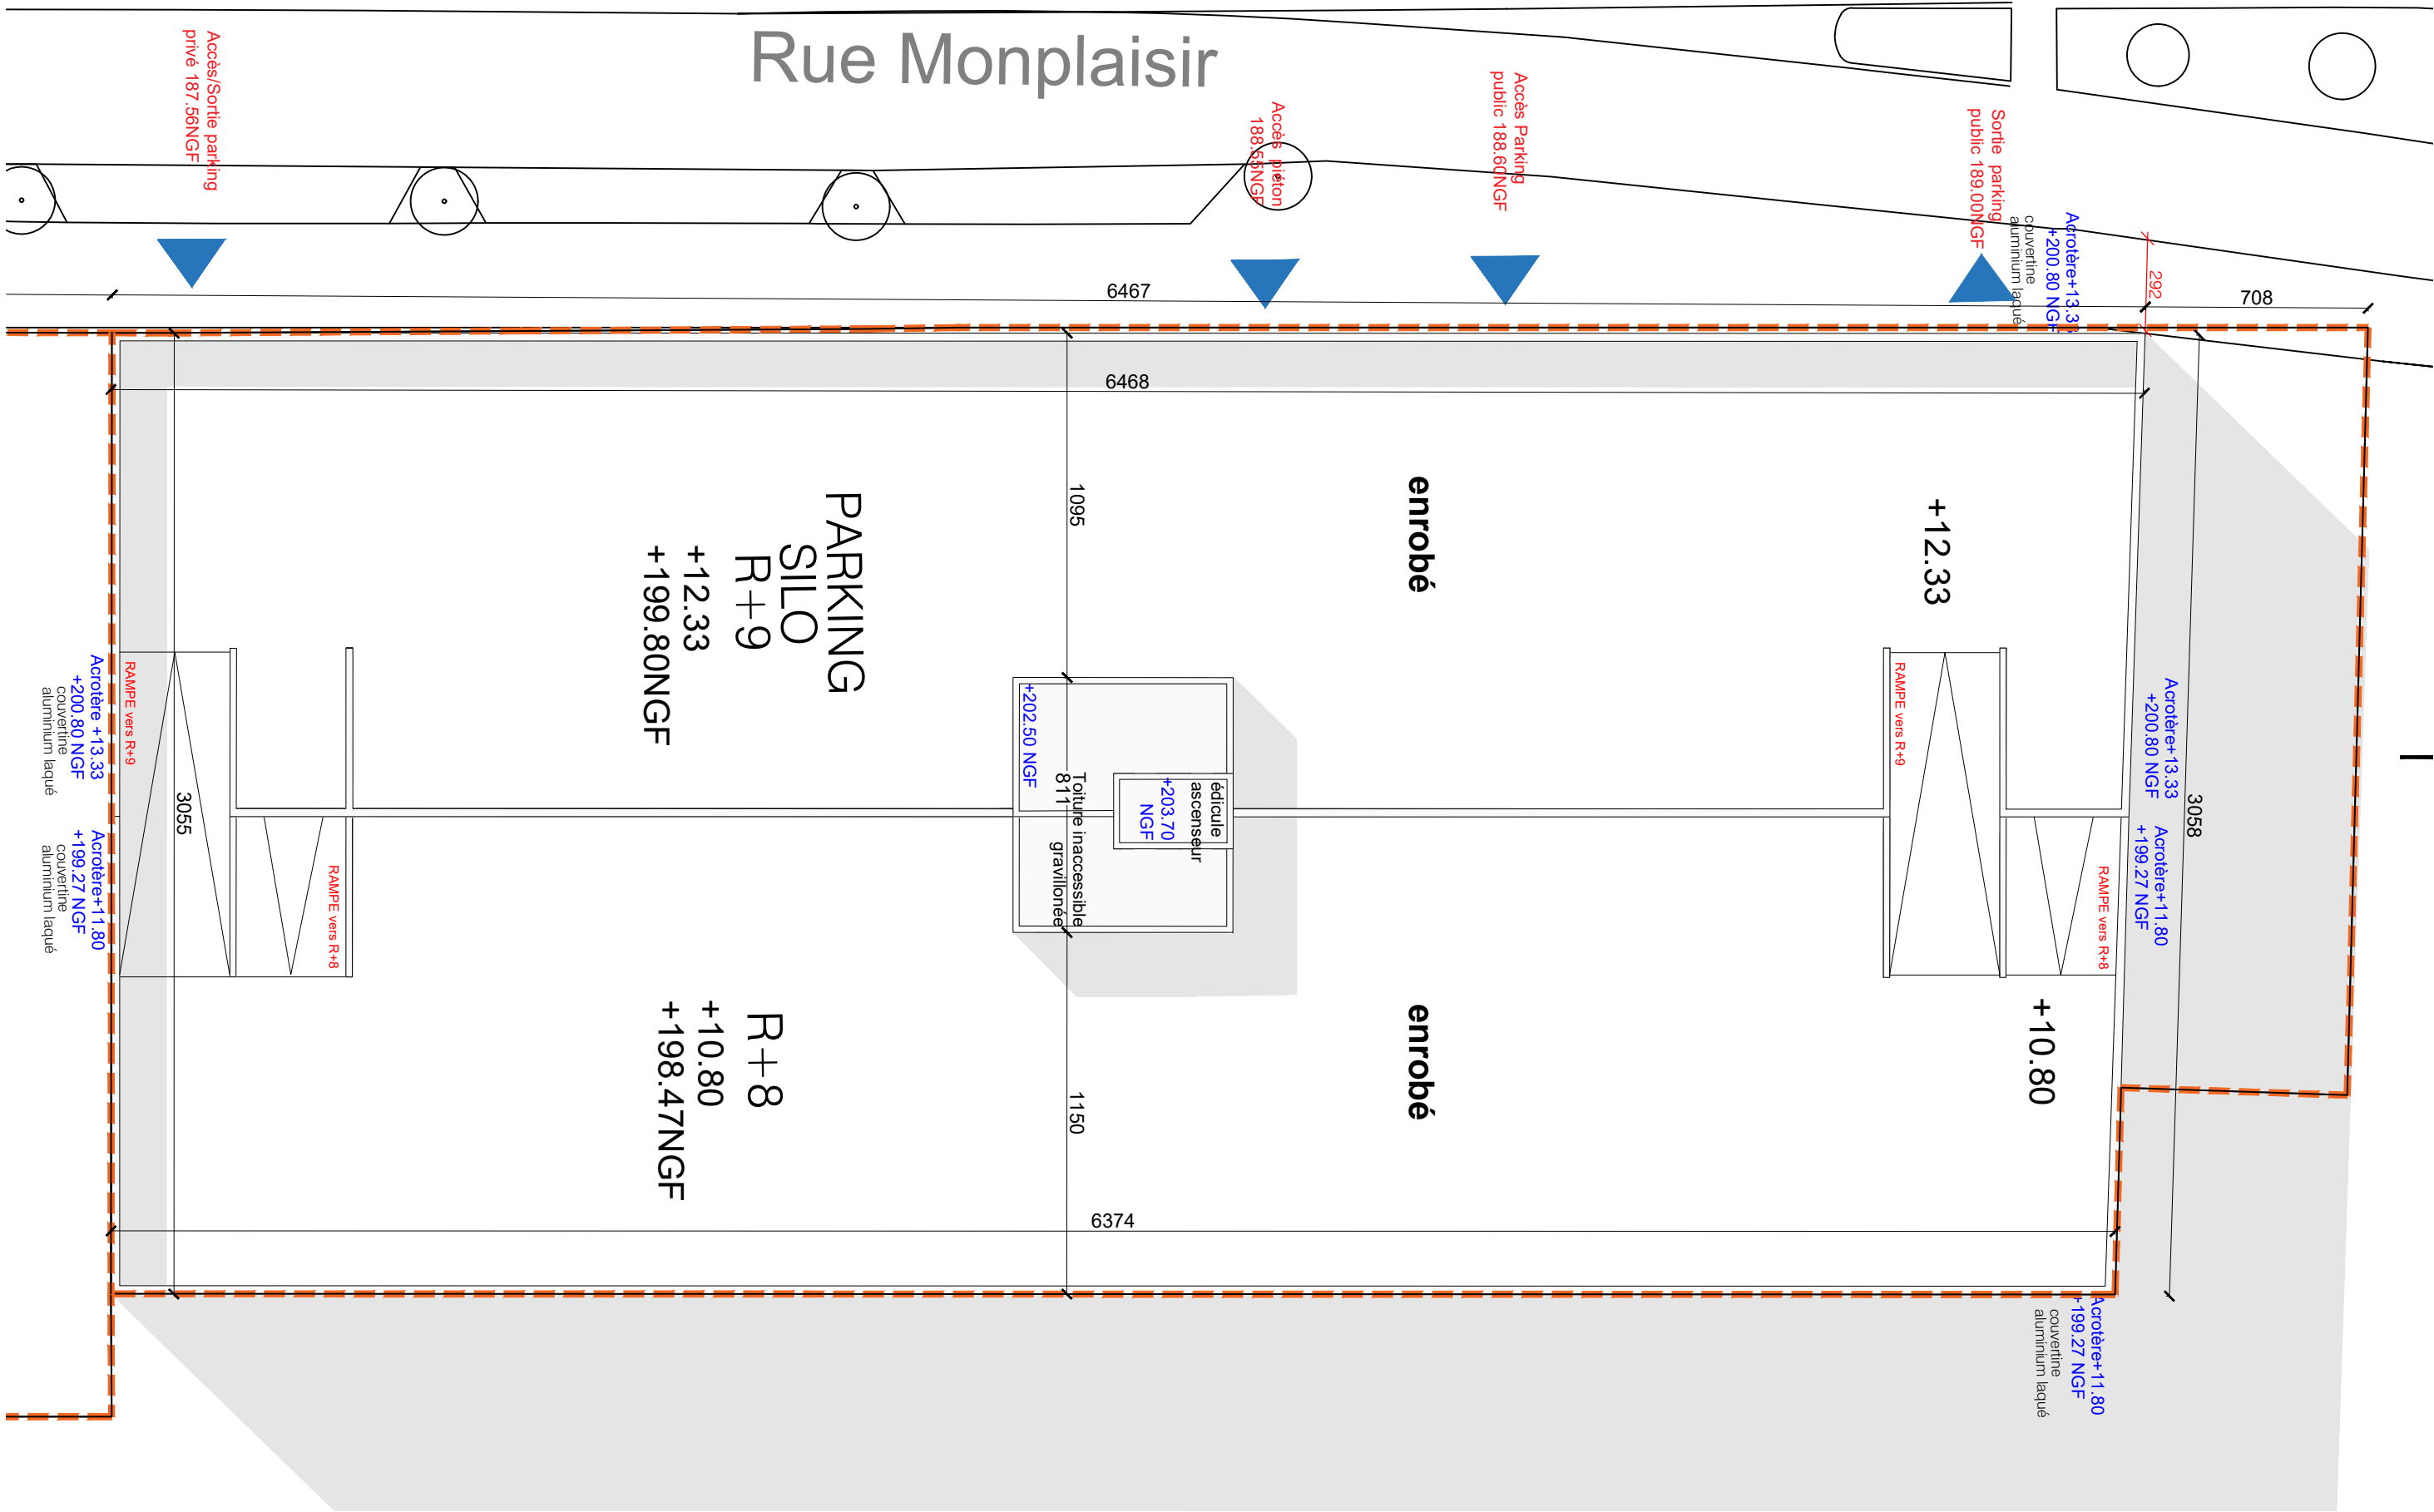 Rue Monplaisir
Accès/Sortie parking
privé 187.56NGF
Accès piéton
188.55NGF
Accès Parking
public 188.60NGF
Sortie parking
public 189.00NGF
Acrotère+13.33
+200.80 NGF
couvertine
aluminium laqué
292
6467
708
6468
1095
enrobé
+12.33
PARKING
SILO
R+9
+12.33
+199.80NGF
RAMPE vers R+9
Acrotère +13.33
+200.80 NGF
couvertine
aluminium laqué
3055
Acrotère+11.80
+199.27 NGF
couvertine
aluminium laqué
RAMPE vers R+8
+202.50 NGF
Toiture inaccessible
gravillonée
811
édicule
ascenseur
+203.70
NGF
RAMPE vers R+9
RAMPE vers R+8
Acrotère+13.33
+200.80 NGF
3058
Acrotère+11.80
+199.27 NGF
R+8
+10.80
+198.47NGF
1150
enrobé
+10.80
6374
Acrotère+11.80
+199.27 NGF
couvertine
aluminium laqué